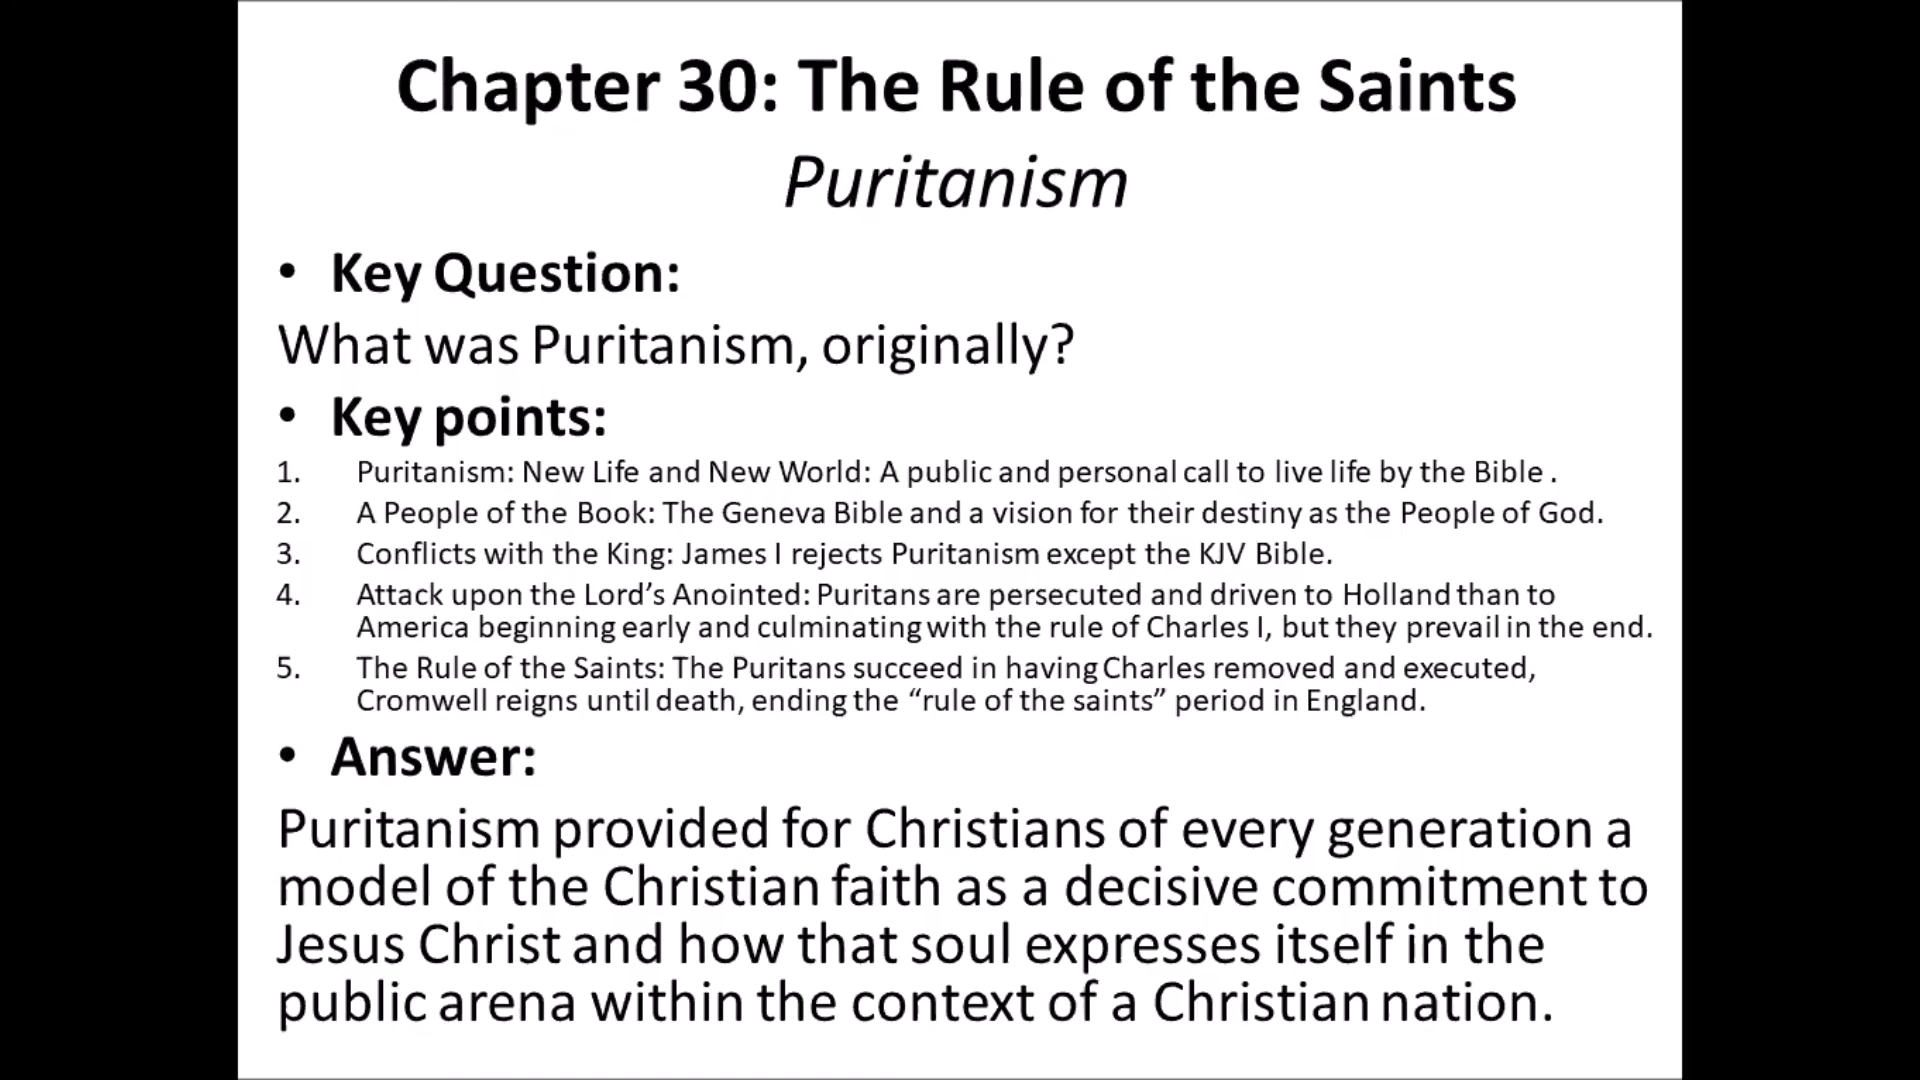 Chapter 30: The Rule of the Saints
Puritanism
• Key Question:
What was Puritanism, originally?
• Key points:
1. Puritanism: New Life and New World: A public and personal call to live life by the Bible .
2. A People of the Book: The Geneva Bible and a vision for their destiny as the People of God.
3. Conflicts with the King: James I rejects Puritanism except the KJV Bible.
4. Attack upon the Lord’s Anointed: Puritans are persecuted and driven to Holland than to
America beginning early and culminating with the rule of Charles I, but they prevail in the end.
5. The Rule of the Saints: The Puritans succeed in having Charles removed and executed,
Cromwell reigns until death, ending the “rule of the saints” period in England.
• Answer:
Puritanism provided for Christians of every generation a
model of the Christian faith as a decisive commitment to
Jesus Christ and how that soul expresses itself in the
public arena within the context of a Christian nation.